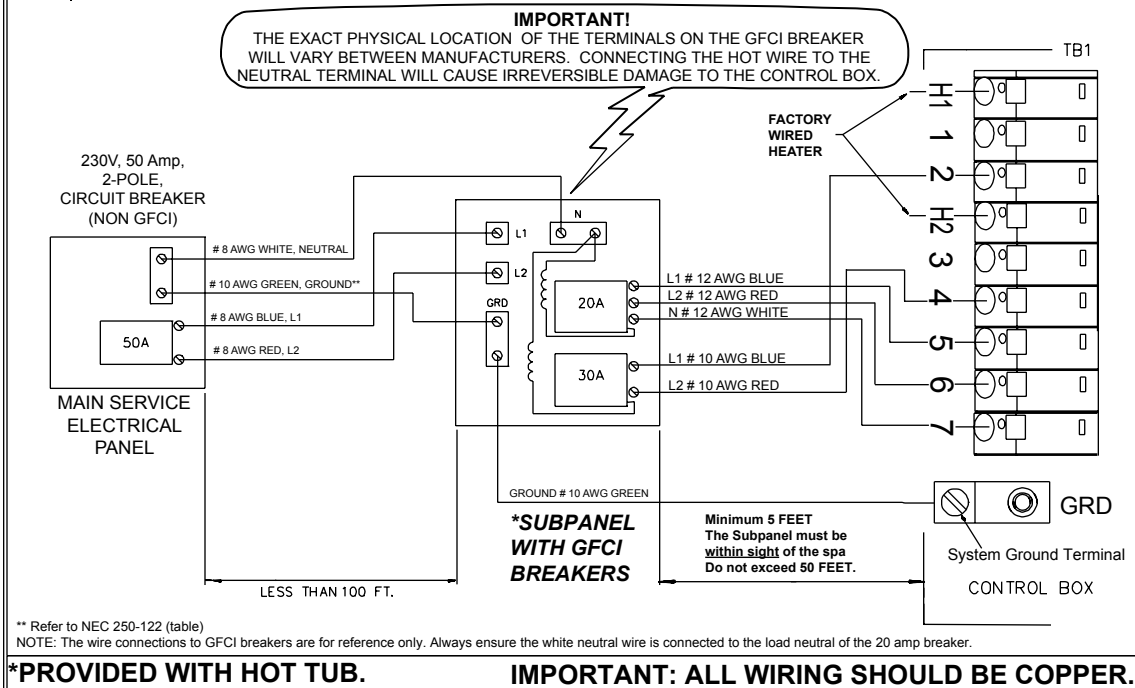 IMPORTANT!
THE EXACT PHYSICAL LOCATION OF THE TERMINALS ON THE GFCI BREAKER
WILL VARY BETWEEN MANUFACTURERS. CONNECTING THE HOT WIRE TO THE
NEUTRAL TERMINAL WILL CAUSE IRREVERSIBLE DAMAGE TO THE CONTROL BOX.
TB1
H1
1
2
H2
3
4
5
6
7
FACTORY
WIRED
HEATER
230V, 50 Amp,
2-POLE,
CIRCUIT BREAKER
(NON GFCI)
# 8 AWG WHITE, NEUTRAL
# 10 AWG GREEN, GROUND**
# 8 AWG BLUE, L1
# 8 AWG RED, L2
50A
MAIN SERVICE
ELECTRICAL
PANEL
L1
N
L2
GRD
20A
30A
L1 # 12 AWG BLUE
L2 # 12 AWG RED
N # 12 AWG WHITE
L1 # 10 AWG BLUE
L2 # 10 AWG RED
GROUND # 10 AWG GREEN
*SUBPANEL
WITH GFCI
BREAKERS
Minimum 5 FEET
The Subpanel must be
within sight of the spa
Do not exceed 50 FEET.
GRD
System Ground Terminal
CONTROL BOX
LESS THAN 100 FT.
** Refer to NEC 250-122 (table)
NOTE: The wire connections to GFCI breakers are for reference only. Always ensure the white neutral wire is connected to the load neutral of the 20 amp breaker.
*PROVIDED WITH HOT TUB.
IMPORTANT: ALL WIRING SHOULD BE COPPER.